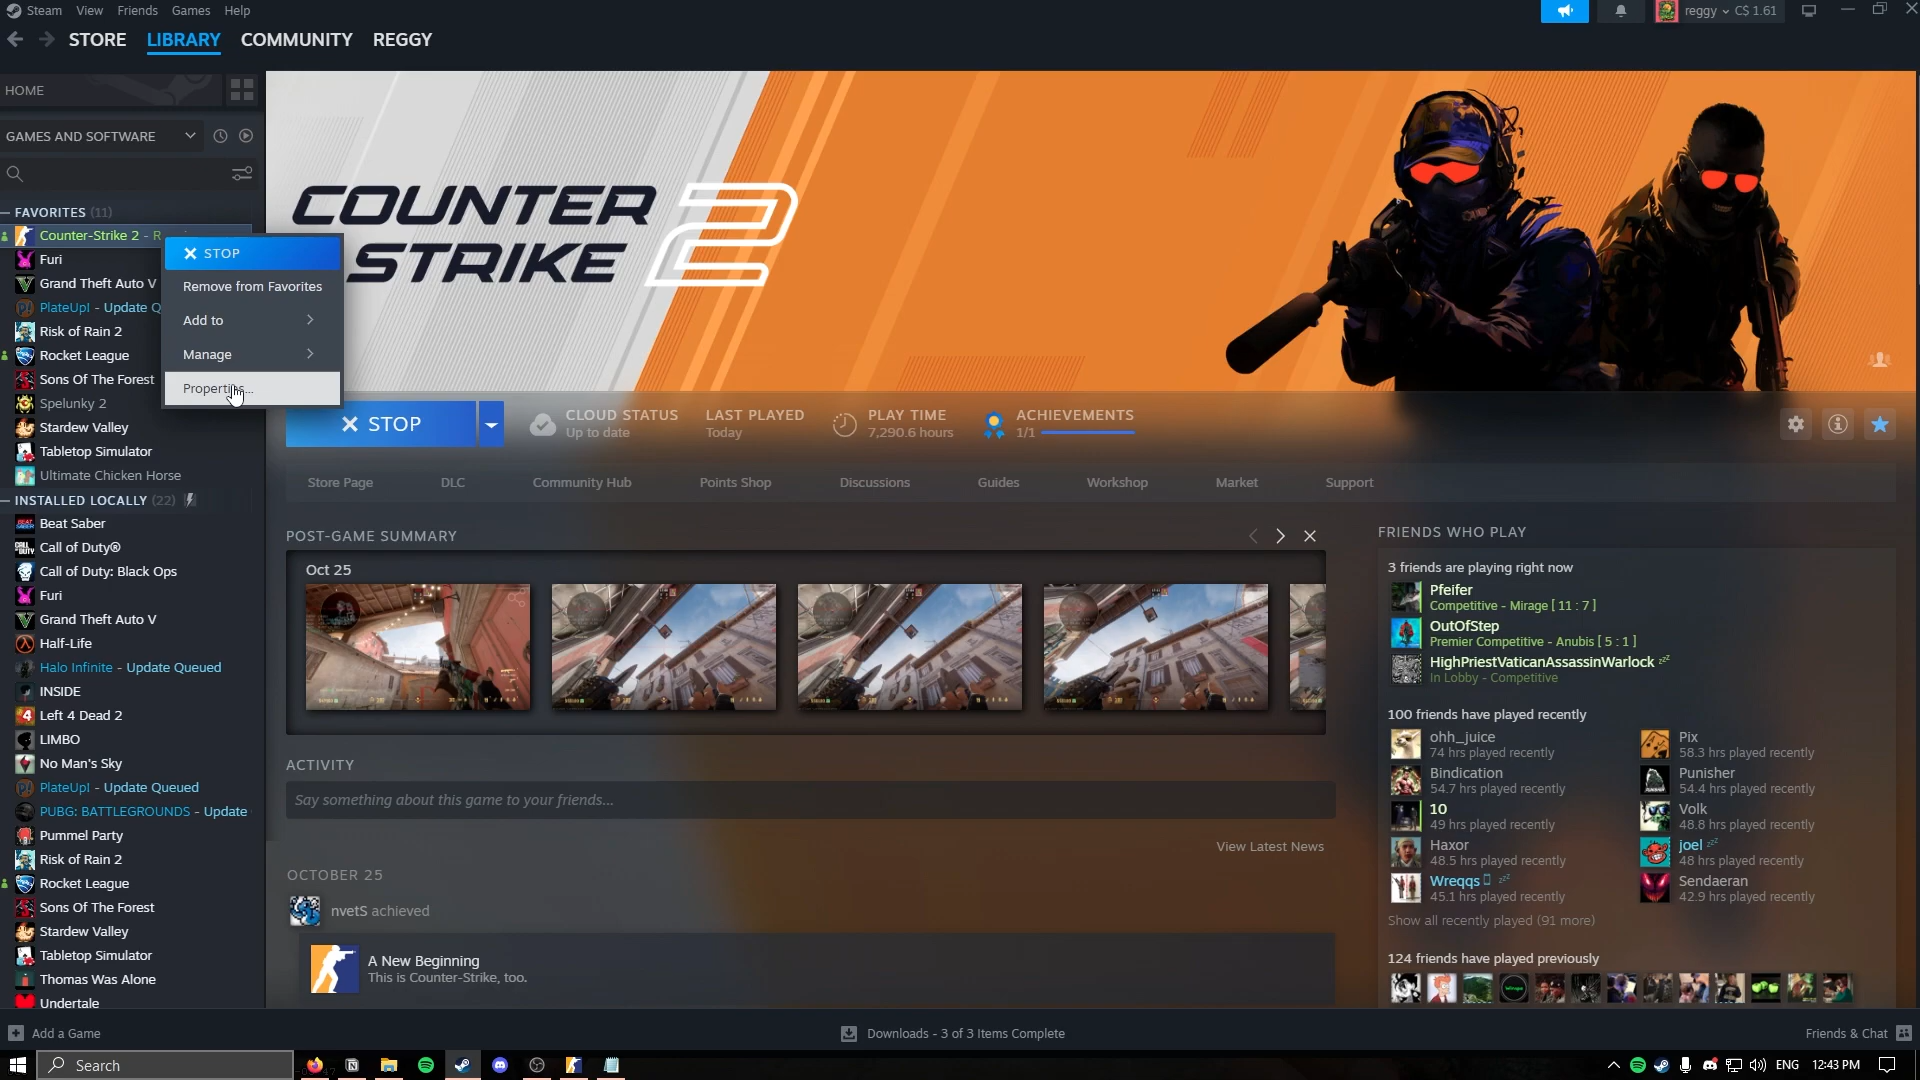 Steam View Friends Games Help
reggy C$ 1.61
STORE LIBRARY COMMUNITY REGGY
HOME
GAMES AND SOFTWARE
FAVORITES (11)
Counter-Strike 2 - R
Furi
Grand Theft Auto V
PlateUp! - Update Q
Risk of Rain 2
Rocket League
Sons Of The Forest
Spelunky 2
Stardew Valley
Tabletop Simulator
Ultimate Chicken Horse
INSTALLED LOCALLY (22)
Beat Saber
Call of Duty®
Call of Duty: Black Ops
Furi
Grand Theft Auto V
Half-Life
Halo Infinite - Update Queued
INSIDE
Left 4 Dead 2
LIMBO
No Man's Sky
PlateUp! - Update Queued
PUBG: BATTLEGROUNDS - Update
Pummel Party
Risk of Rain 2
Rocket League
Sons Of The Forest
Stardew Valley
Tabletop Simulator
Thomas Was Alone
Undertale
STOP
Remove from Favorites
Add to
Manage
Properties...
COUNTER
STRIKE 2
STOP
CLOUD STATUS
Up to date
LAST PLAYED
Today
PLAY TIME
7,290.6 hours
ACHIEVEMENTS
1/1
Store Page DLC Community Hub Points Shop Discussions Guides Workshop Market Support
POST-GAME SUMMARY
Oct 25
ACTIVITY
Say something about this game to your friends...
View Latest News
OCTOBER 25
nvetS achieved
A New Beginning
This is Counter-Strike, too.
FRIENDS WHO PLAY
3 friends are playing right now
Pfeifer
Competitive - Mirage [ 11 : 7 ]
OutOfStep
Premier Competitive - Anubis [ 5 : 1 ]
HighPriestVaticanAssassinWarlock zzz
In Lobby - Competitive
100 friends have played recently
ohh_juice
74 hrs played recently
Pix
58.3 hrs played recently
Bindication
54.7 hrs played recently
Punisher
54.4 hrs played recently
10
49 hrs played recently
Volk
48.8 hrs played recently
Haxor
48.5 hrs played recently
joel zzz
48 hrs played recently
Wreqqs zzz
45.1 hrs played recently
Sendaeran
42.9 hrs played recently
Show all recently played (91 more)
124 friends have played previously
Add a Game
Downloads - 3 of 3 Items Complete
Friends & Chat
Search
ENG 12:43 PM